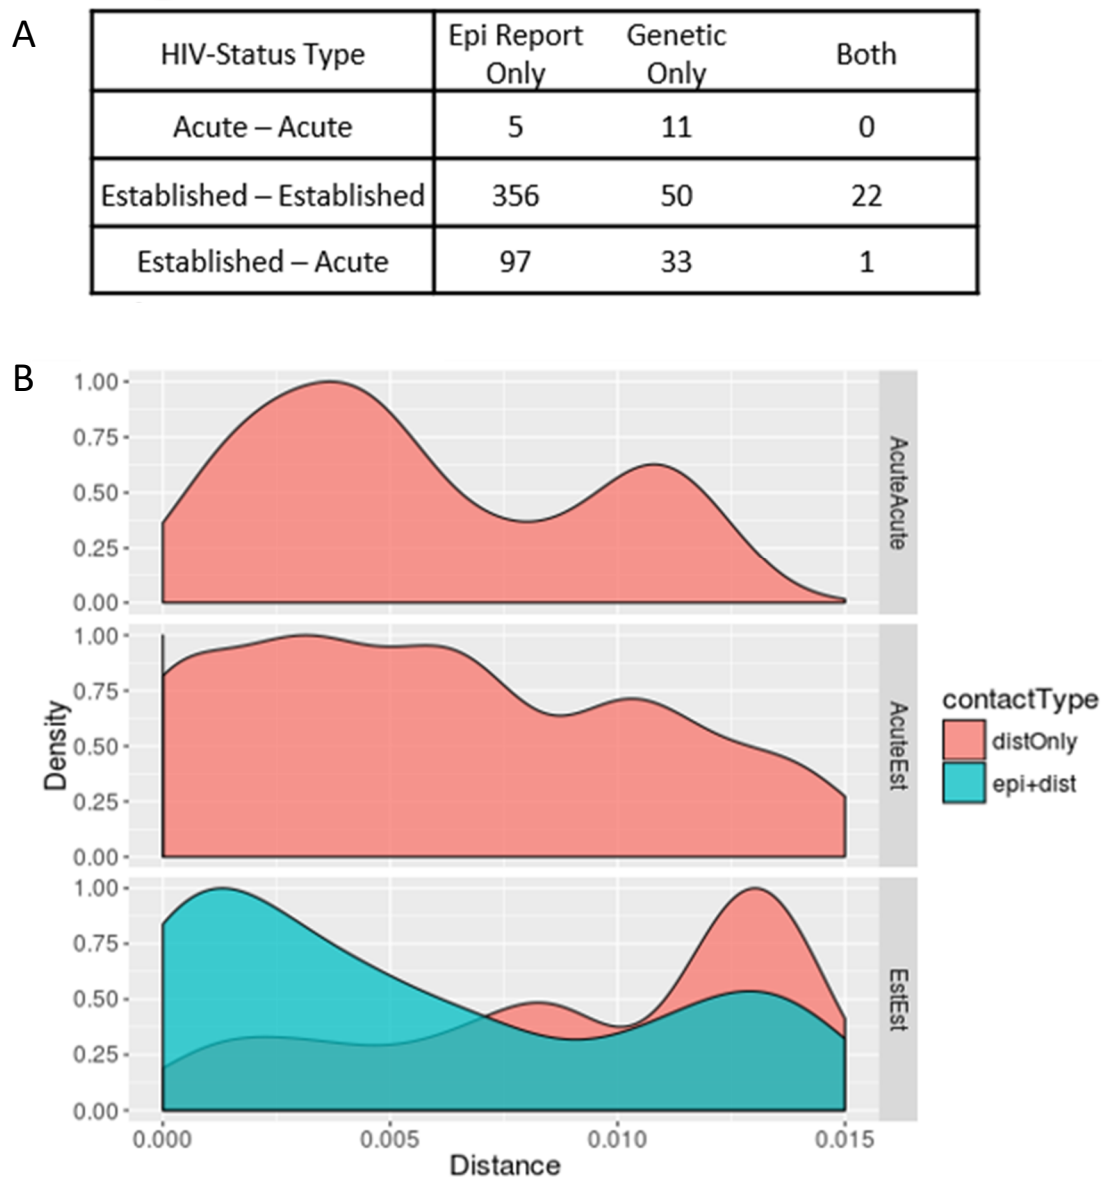 A
HIV-Status Type
Epi Report
Only
Genetic
Only
Both
Acute – Acute
5
11
0
Established – Established
356
50
22
Established – Acute
97
33
1
B
Density
1.00
0.75
0.50
0.25
0.00
AcuteAcute
1.00
0.75
0.50
0.25
0.00
AcuteEst
1.00
0.75
0.50
0.25
0.00
EstEst
0.000
0.005
0.010
0.015
Distance
contactType
distOnly
epi+dist